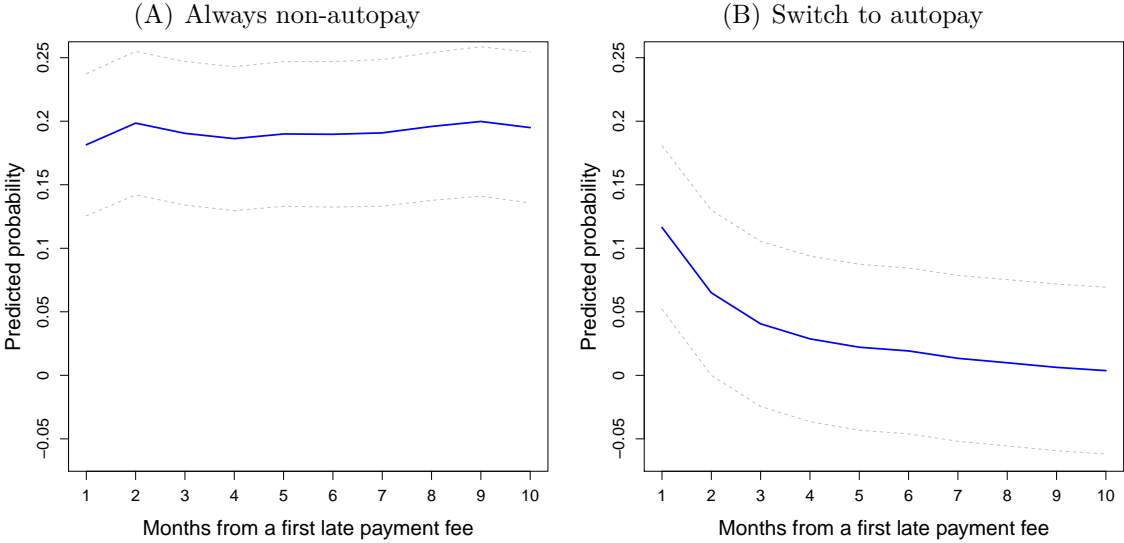 (A) Always non-autopay
Predicted probability
0.25
0.2
0.15
0.1
0.05
0
−0.05
1 2 3 4 5 6 7 8 9 10
Months from a first late payment fee
(B) Switch to autopay
Predicted probability
0.25
0.2
0.15
0.1
0.05
0
−0.05
1 2 3 4 5 6 7 8 9 10
Months from a first late payment fee